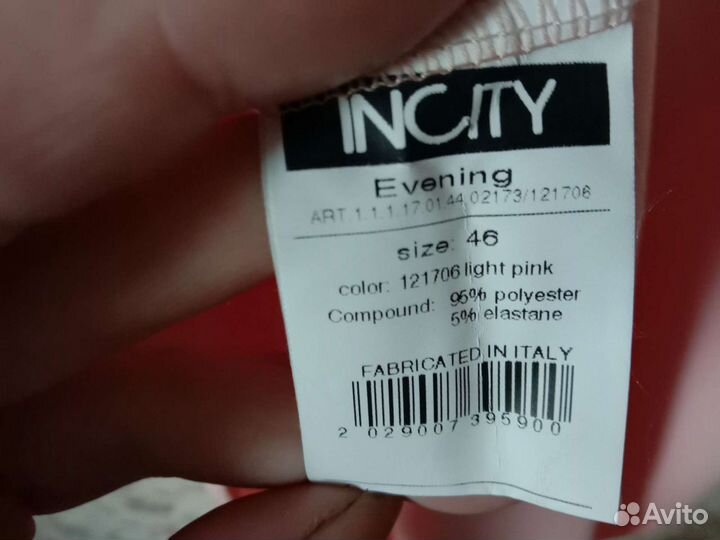 INCITY
Evening
ART. 1.1.1.17.01.44.02173/121706
size: 46
color: 121706 light pink
Compound: 95% polyester
5% elastane
FABRICATED IN ITALY
2 029007 395900
Avito